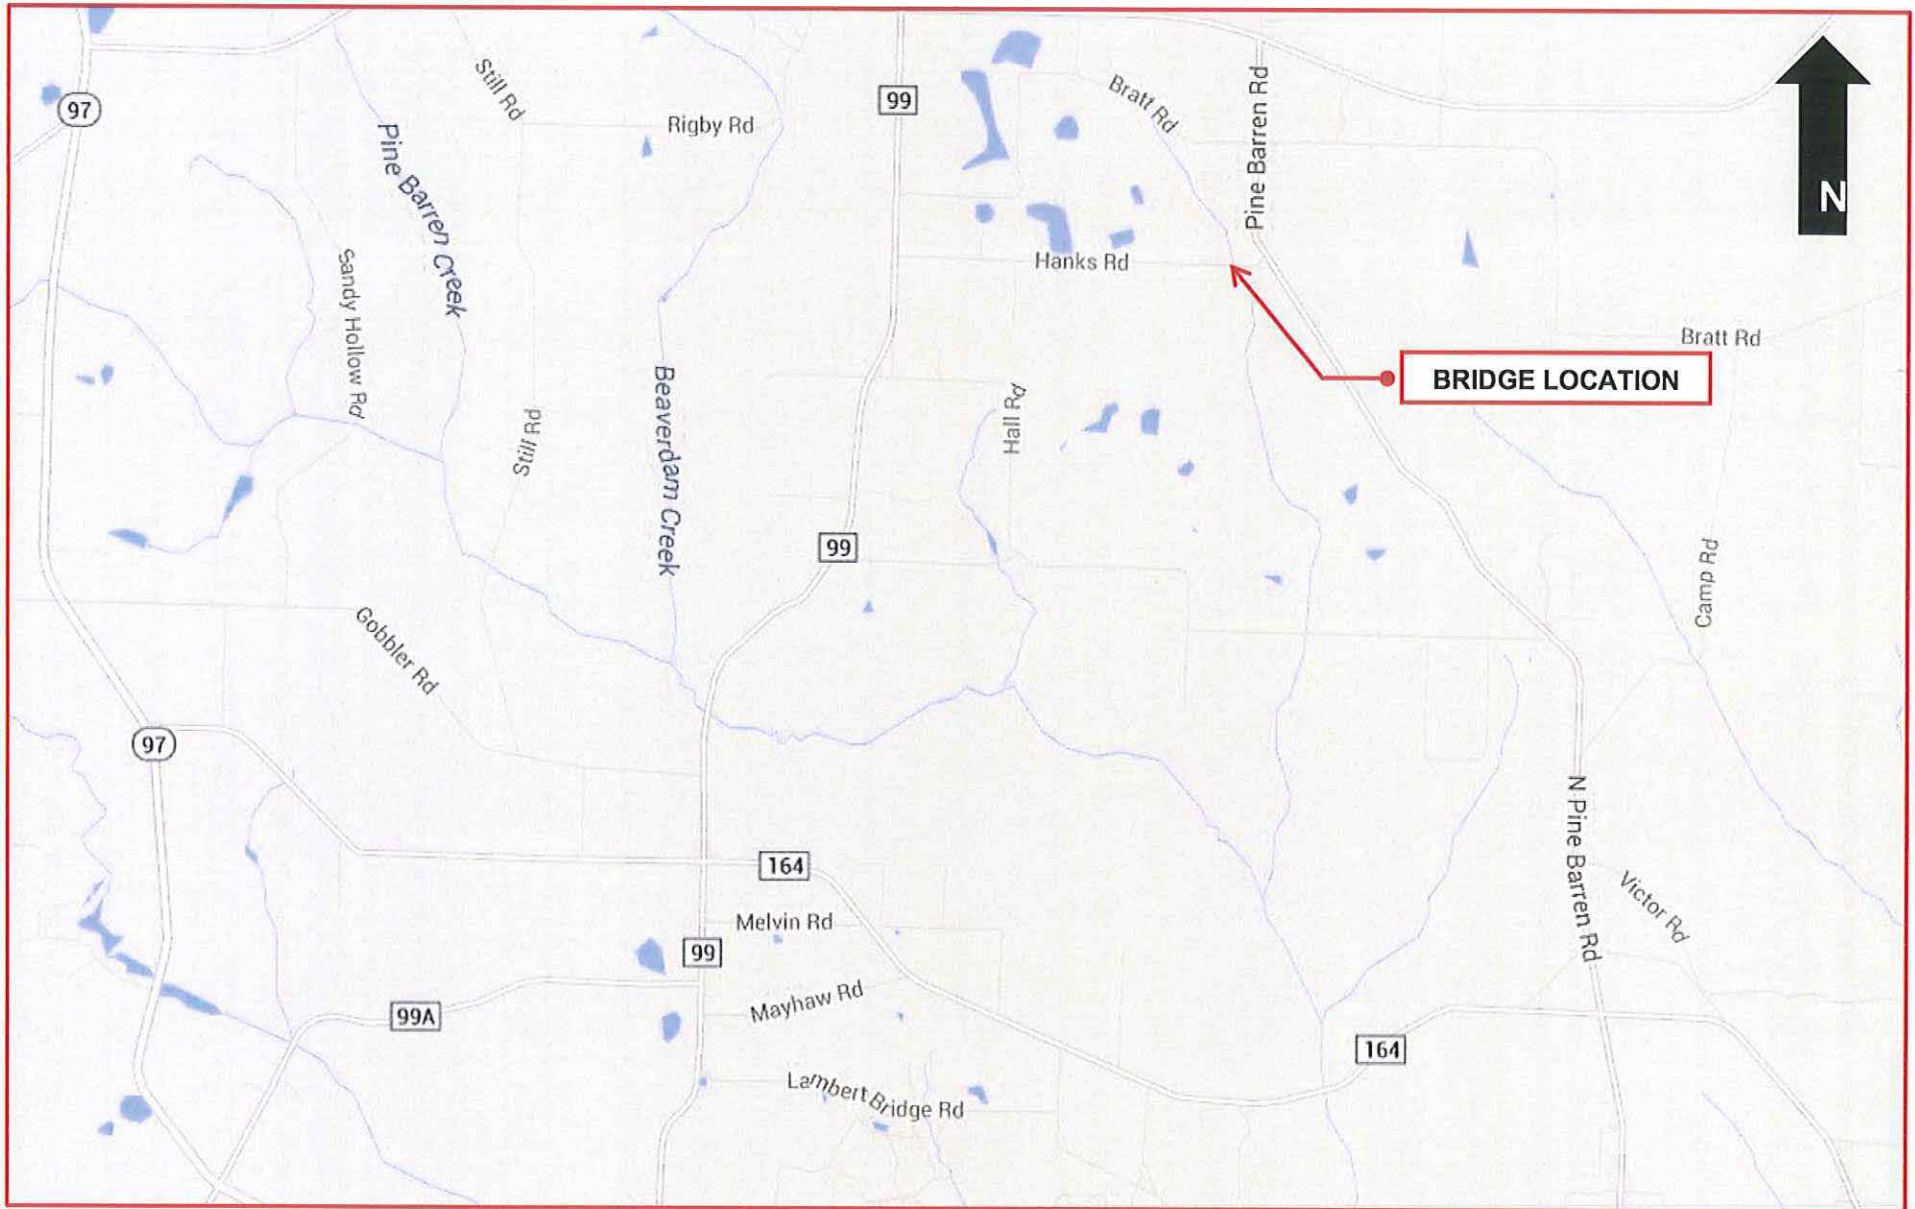 97
Still Rd
Rigby Rd
99
Bratt Rd
Pine Barren Rd
N
Pine Barren Creek
Sandy Hollow Rd
Hanks Rd
Bratt Rd
BRIDGE LOCATION
Still Rd
Beaverdam Creek
Hall Rd
99
Camp Rd
Gobbler Rd
97
164
N Pine Barren Rd
Victor Rd
Melvin Rd
99
Mayhaw Rd
99A
164
Lambert Bridge Rd